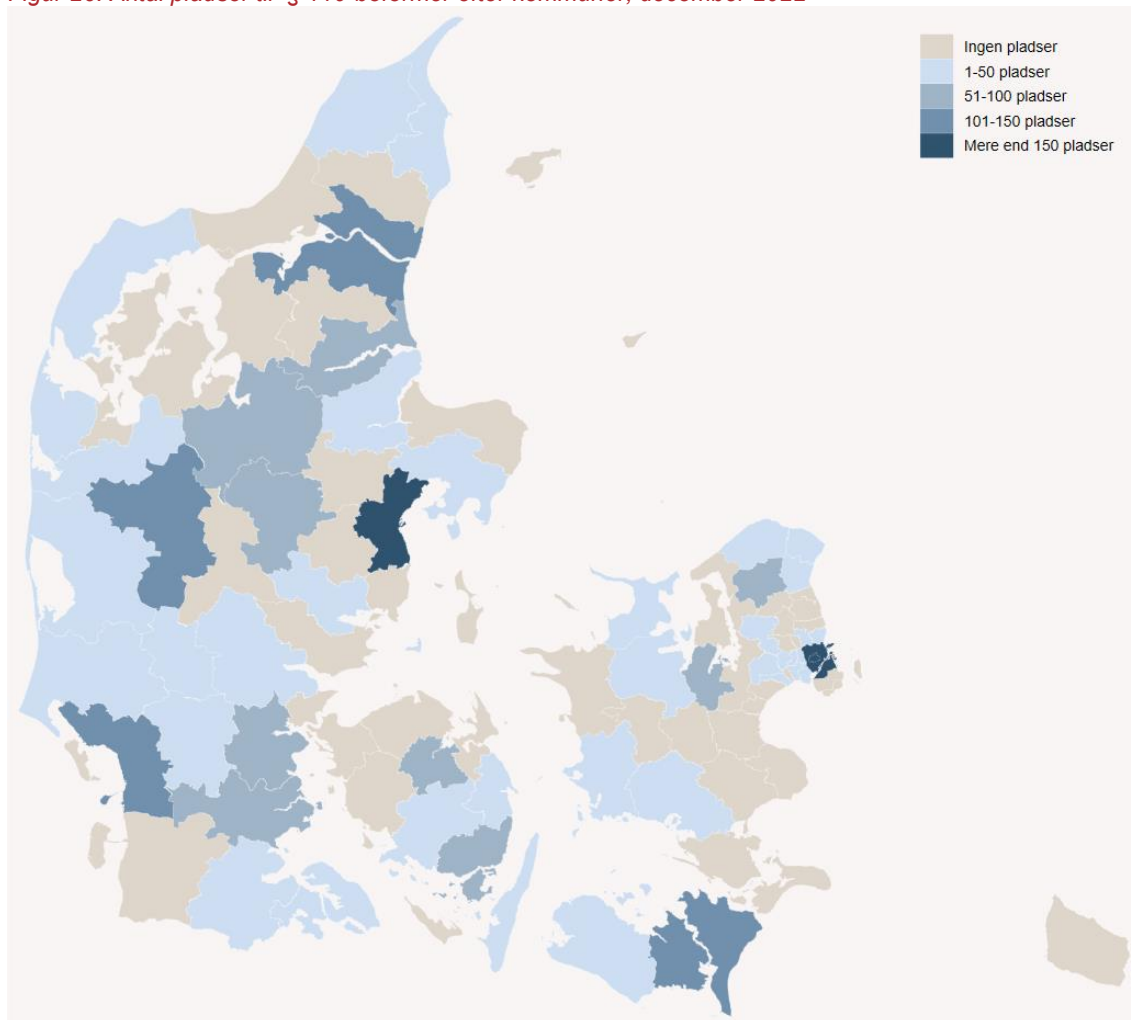 Figur Antal pladser til § 110-boformer efter kommuner, december 2022
Ingen pladser
1-50 pladser
51-100 pladser
101-150 pladser
Mere end 150 pladser